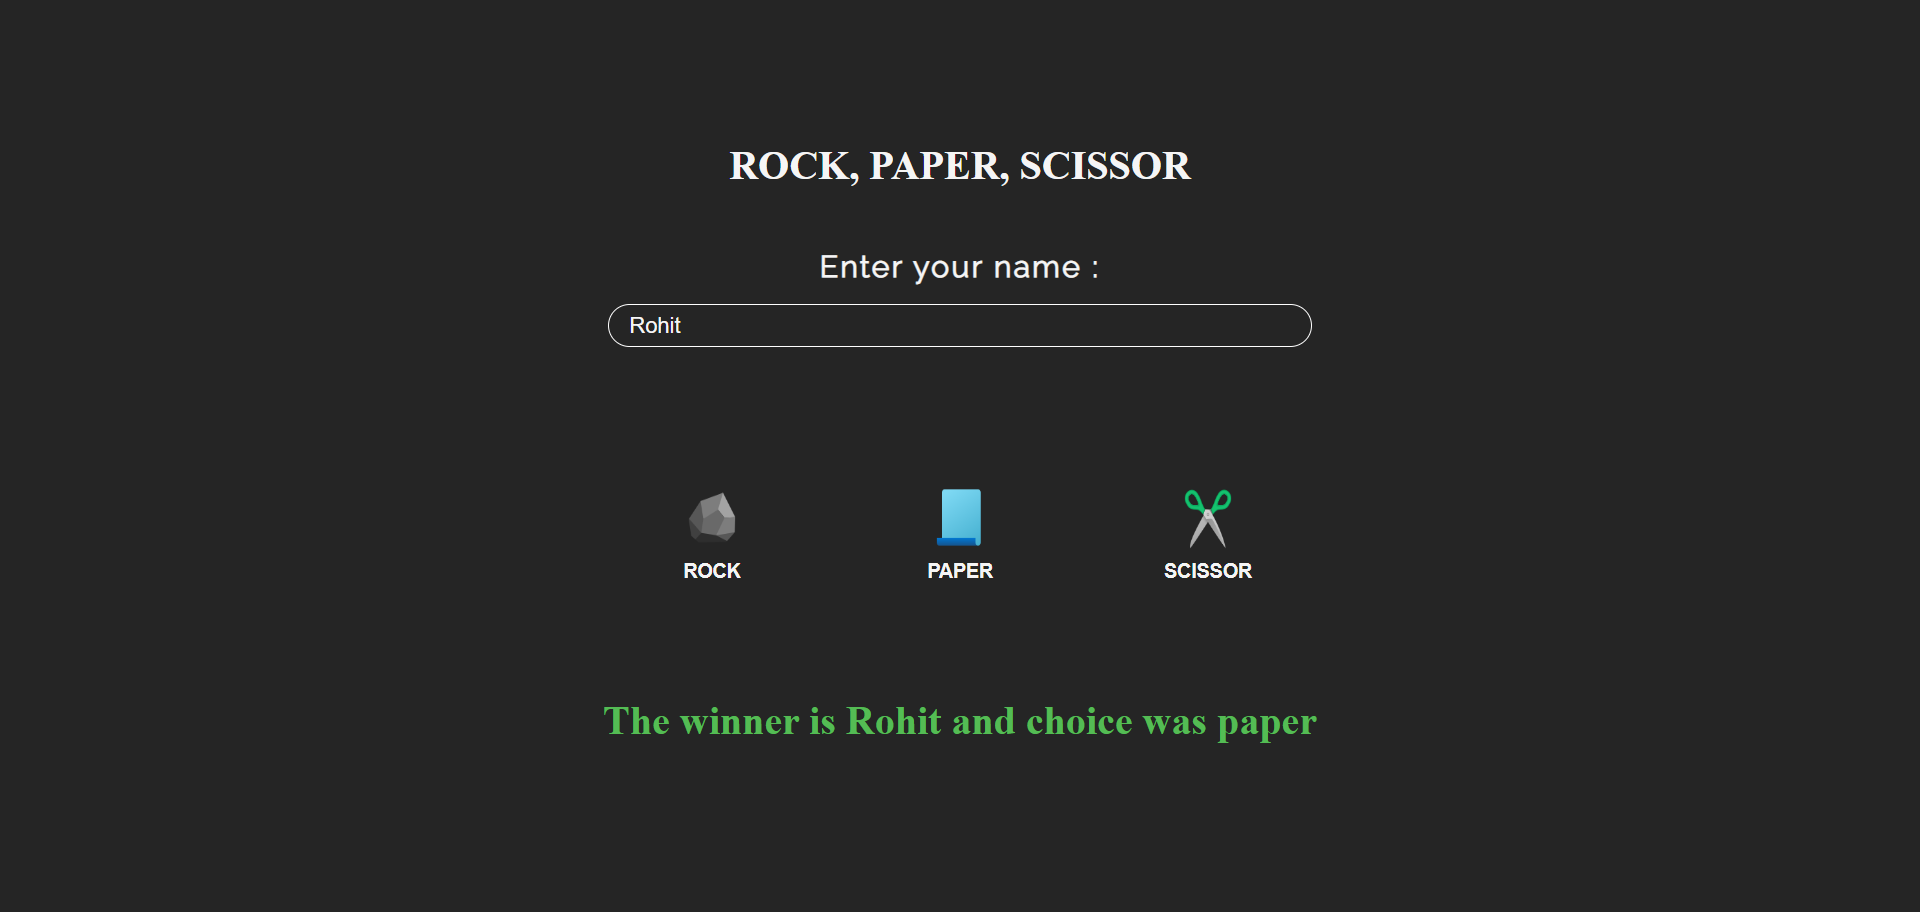 ROCK, PAPER, SCISSOR
Enter your name :
Rohit
ROCK PAPER SCISSOR
The winner is Rohit and choice was paper